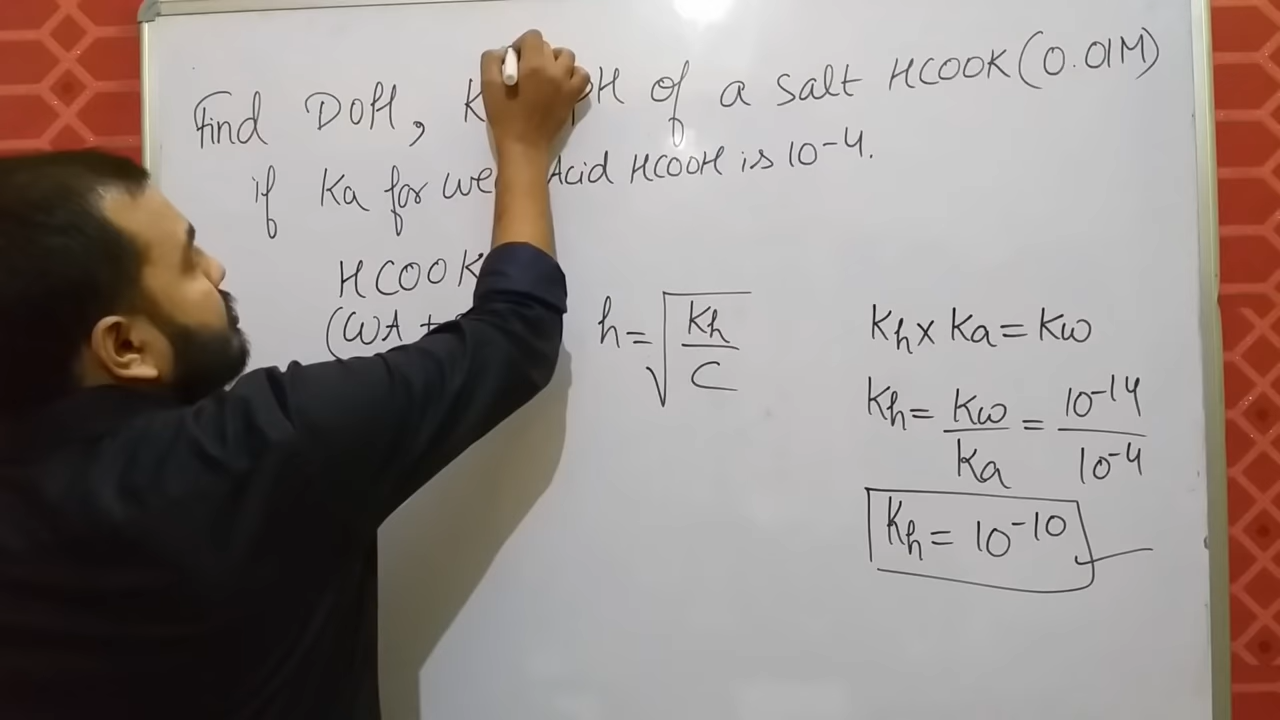 Find DOH, K pH of a salt HCOOK (0.01M)
if Ka for Acid HCOOH is 10-4.
HCOOK
(WA +
h = √Kh/C
Kh x Ka = Kw
Kh = Kw/Ka = 10-14/10-4
Kh = 10-10